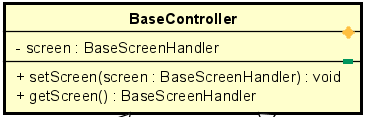 BaseController
- screen : BaseScreenHandler
+ setScreen(screen : BaseScreenHandler) : void
+ getScreen() : BaseScreenHandler